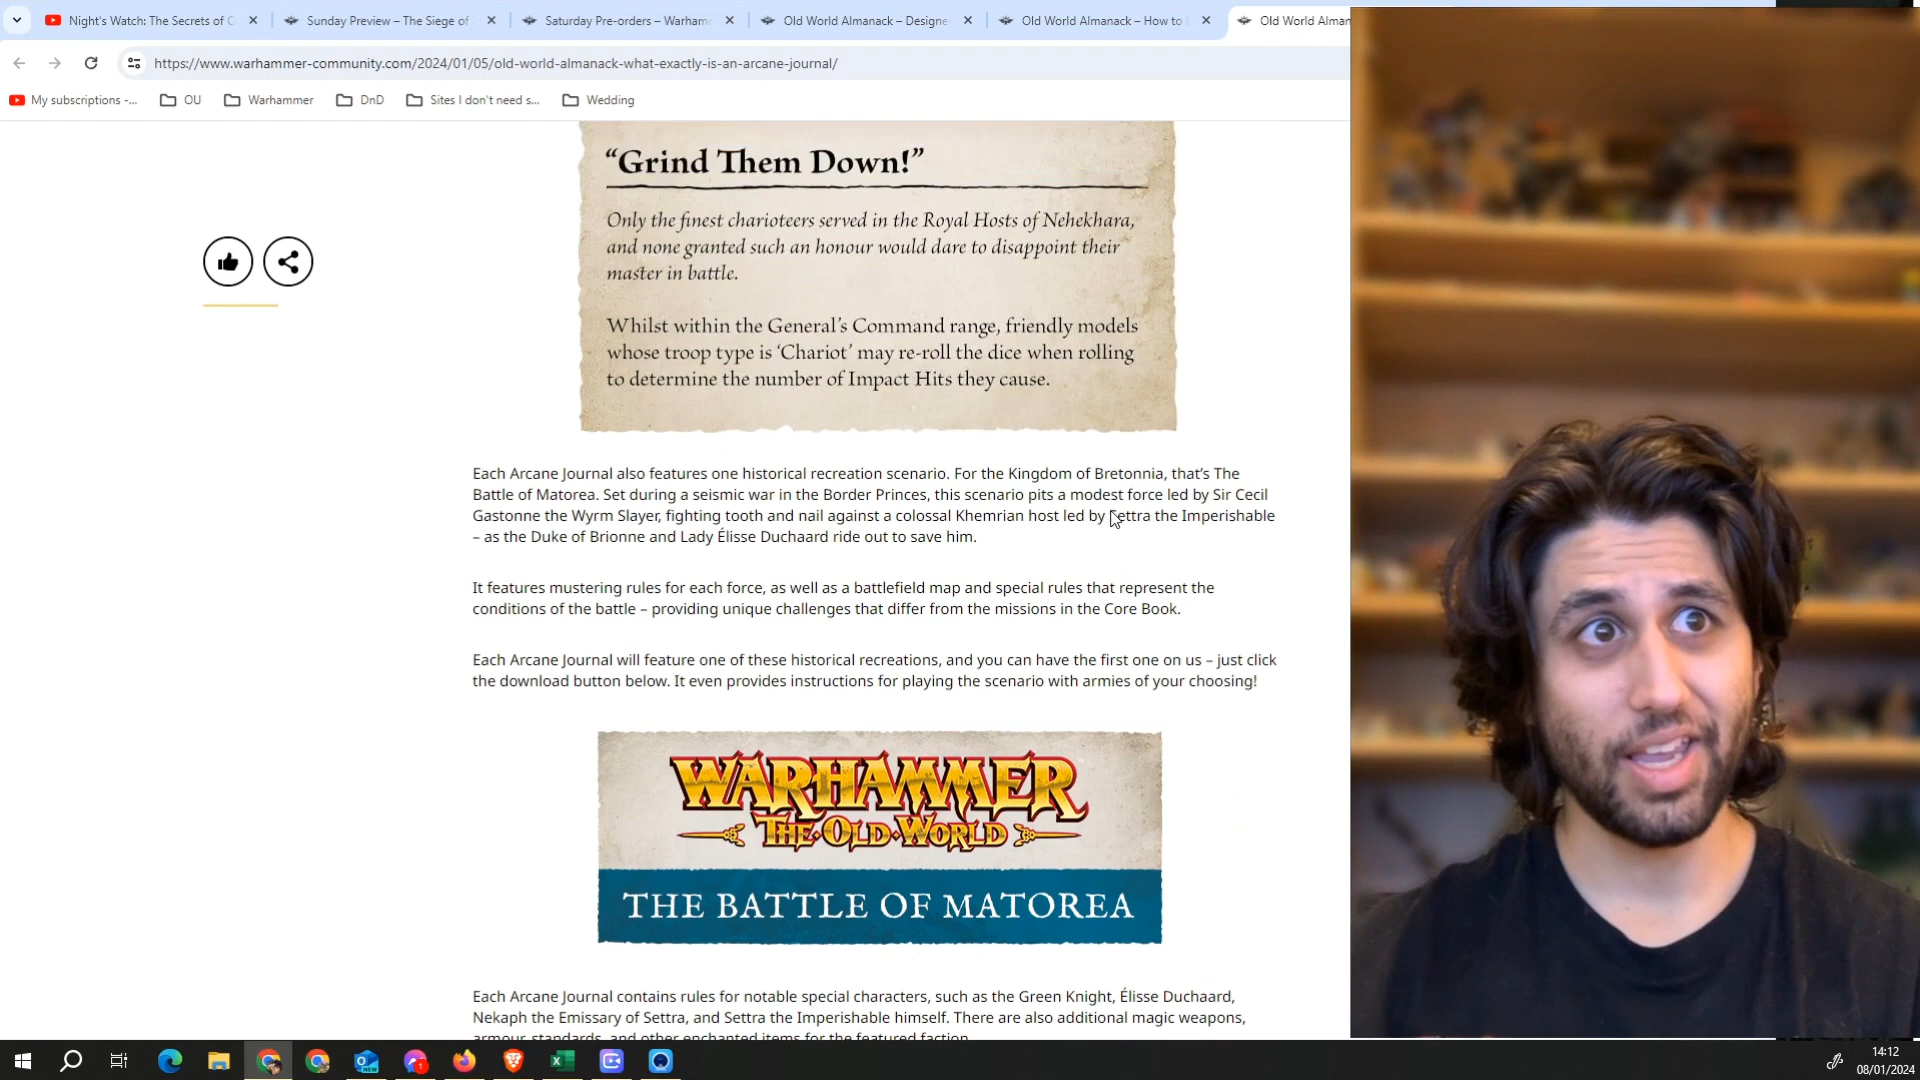 Night's Watch: The Secrets of
Sunday Preview – The Siege of
Saturday Pre-orders – Warham
Old World Almanack – Designe
Old World Almanack – How to
Old World Alman
https://www.warhammer-community.com/2024/01/05/old-world-almanack-what-exactly-is-an-arcane-journal/
My subscriptions -...
OU
Warhammer
DnD
Sites I don't need s...
Wedding
“Grind Them Down!”
Only the finest charioteers served in the Royal Hosts of Nehekhara,
and none granted such an honour would dare to disappoint their
master in battle.
Whilst within the General’s Command range, friendly models
whose troop type is ‘Chariot’ may re-roll the dice when rolling
to determine the number of Impact Hits they cause.
Each Arcane Journal also features one historical recreation scenario. For the Kingdom of Bretonnia, that’s The
Battle of Matorea. Set during a seismic war in the Border Princes, this scenario pits a modest force led by Sir Cecil
Gastonne the Wyrm Slayer, fighting tooth and nail against a colossal Khemrian host led by Settra the Imperishable
– as the Duke of Brionne and Lady Élisse Duchaard ride out to save him.
It features mustering rules for each force, as well as a battlefield map and special rules that represent the
conditions of the battle – providing unique challenges that differ from the missions in the Core Book.
Each Arcane Journal will feature one of these historical recreations, and you can have the first one on us – just click
the download button below. It even provides instructions for playing the scenario with armies of your choosing!
WARHAMMER
THE OLD WORLD
THE BATTLE OF MATOREA
Each Arcane Journal contains rules for notable special characters, such as the Green Knight, Élisse Duchaard,
Nekaph the Emissary of Settra, and Settra the Imperishable himself. There are also additional magic weapons,
armour, standards, and other enchanted items for the featured faction.
14:12
08/01/2024